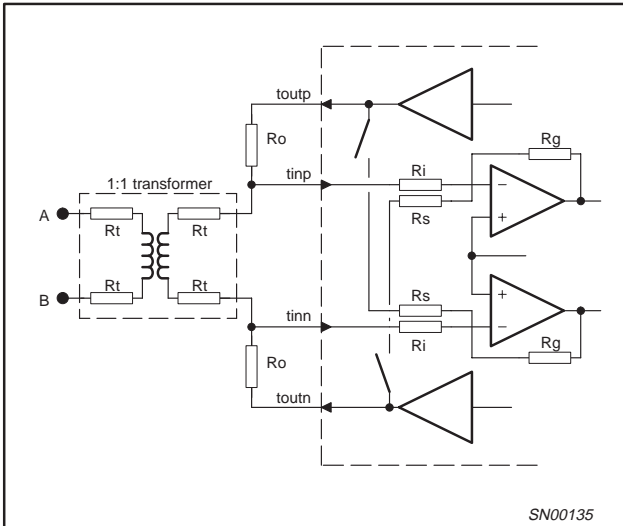 toutp
Ro
Rg
1:1 transformer
tinp
Ri
−
A
Rt
Rt
Rs
+
B
Rt
Rt
Rs
+
tinn
Ri
−
Rg
Ro
toutn
SN00135